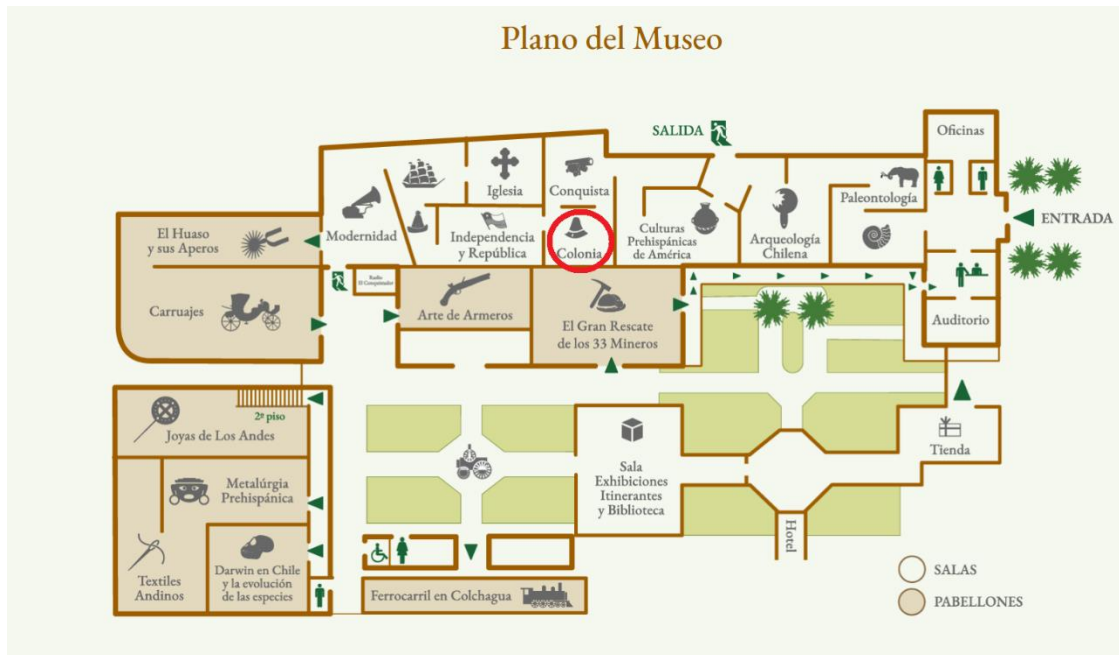 Plano del Museo
SALIDA
Oficinas
Iglesia
Conquista
Paleontología
ENTRADA
El Huaso
y sus Aperos
Modernidad
Independencia
y República
Colonia
Culturas
Prehispánicas
de América
Arqueología
Chilena
Radio
El Conquistador
Carruajes
Arte de Armeros
El Gran Rescate
de los 33 Mineros
Auditorio
2º piso
Joyas de Los Andes
Tienda
Metalúrgia
Prehispánica
Sala
Exhibiciones
Itinerantes
y Biblioteca
Hotel
Textiles
Andinos
Darwin en Chile
y la evolución
de las especies
Ferrocarril en Colchagua
SALAS
PABELLONES